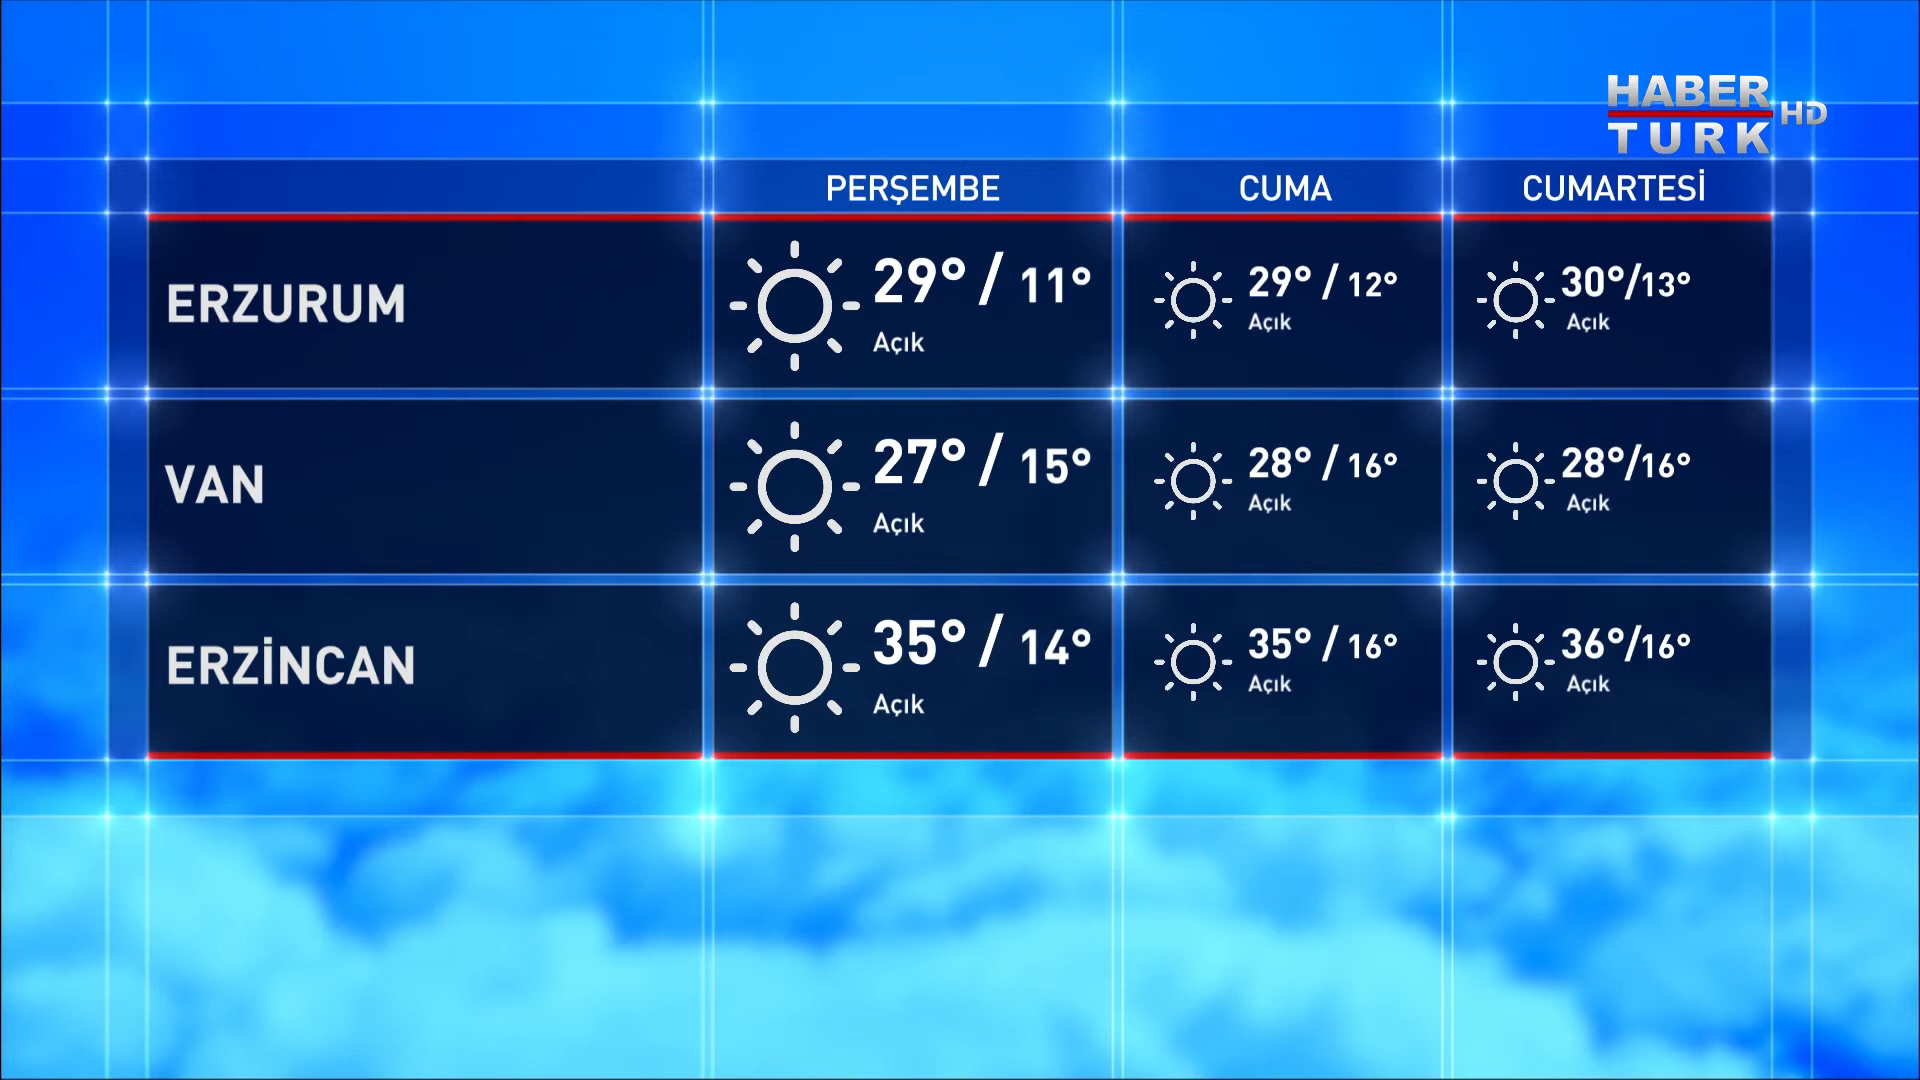 HABER
TURK HD
PERŞEMBE CUMA CUMARTESİ
ERZURUM 29° / 11° Açık 29° / 12° Açık 30°/13° Açık
VAN 27° / 15° Açık 28° / 16° Açık 28°/16° Açık
ERZİNCAN 35° / 14° Açık 35° / 16° Açık 36°/16° Açık